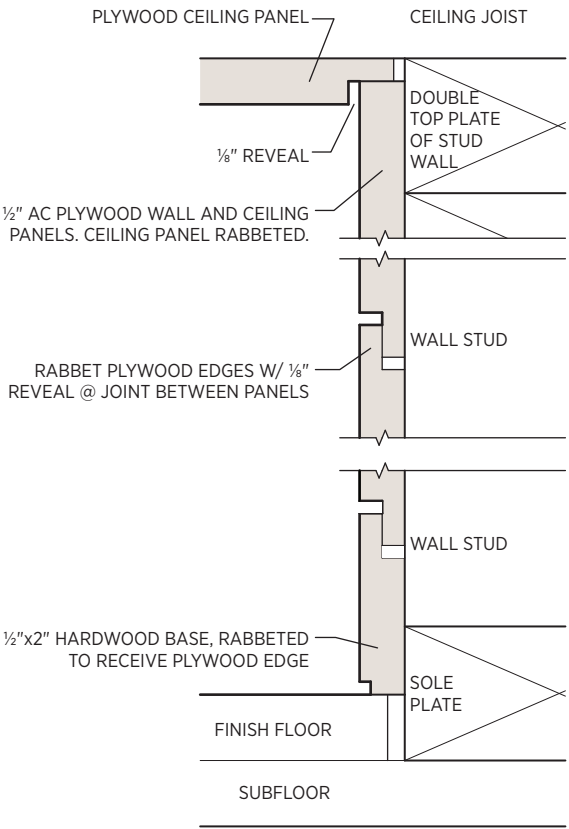 PLYWOOD CEILING PANEL
CEILING JOIST
DOUBLE
TOP PLATE
OF STUD
WALL
⅛" REVEAL
½" AC PLYWOOD WALL AND CEILING
PANELS. CEILING PANEL RABBETED.
WALL STUD
RABBET PLYWOOD EDGES W/ ⅛"
REVEAL @ JOINT BETWEEN PANELS
WALL STUD
½"x2" HARDWOOD BASE, RABBETED
TO RECEIVE PLYWOOD EDGE
SOLE
PLATE
FINISH FLOOR
SUBFLOOR